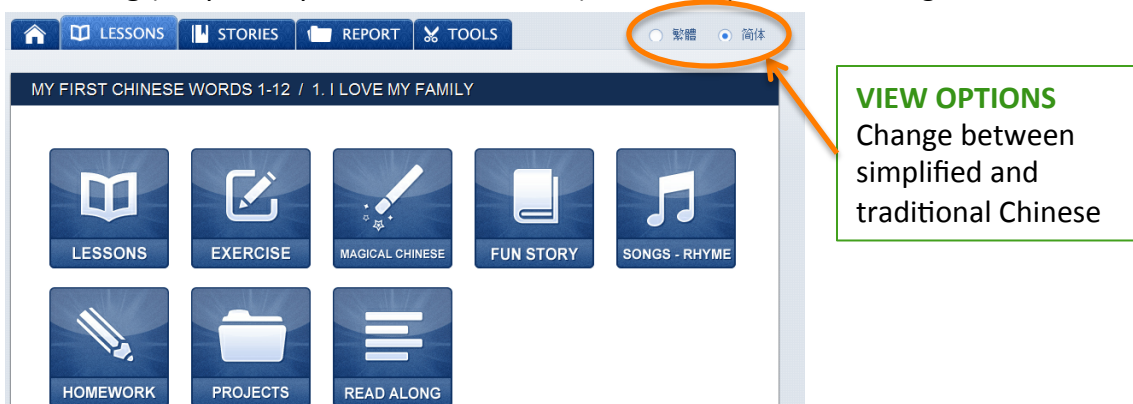 LESSONS STORIES REPORT TOOLS 繁體 简体
MY FIRST CHINESE WORDS 1-12 / 1. I LOVE MY FAMILY
VIEW OPTIONS
Change between
simplified and
traditional Chinese
LESSONS EXERCISE MAGICAL CHINESE FUN STORY SONGS - RHYME
HOMEWORK PROJECTS READ ALONG